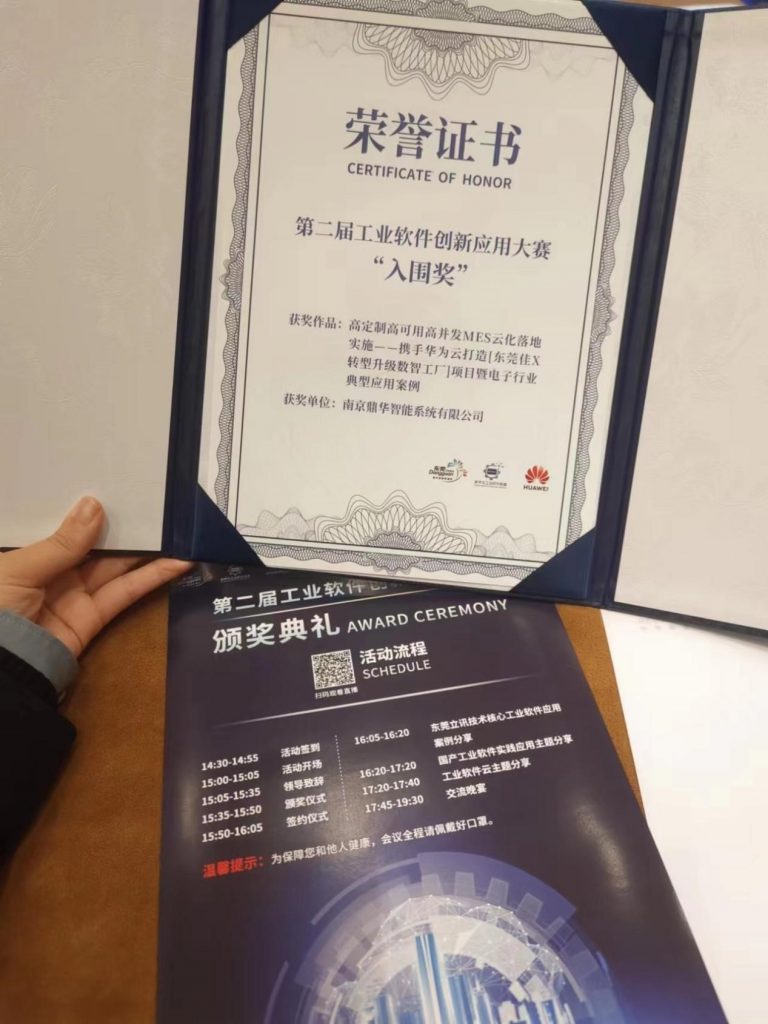 荣誉证书
CERTIFICATE OF HONOR
第二届工业软件创新应用大赛
“入围奖”
获奖作品：高定制高可用高并发MES云化落地
实施——携手华为云打造[东莞佳X
转型升级数智工厂]项目暨电子行业
典型应用案例
获奖单位：南京鼎华智能系统有限公司
东莞
Dongguan
HUAWEI
第二届工业软件创新
颁奖典礼 AWARD CEREMONY
活动流程
SCHEDULE
扫码观看直播
14:30-14:55 活动签到
15:00-15:05 活动开场
15:05-15:35 领导致辞
15:35-15:50 颁奖仪式
15:50-16:05 签约仪式
16:05-16:20 东莞立讯技术核心工业软件应用
案例分享
16:20-17:20 国产工业软件实践应用主题分享
17:20-17:40 工业软件云主题分享
17:45-19:30 交流晚宴
温馨提示：为保障您和他人健康，会议全程请佩戴好口罩。